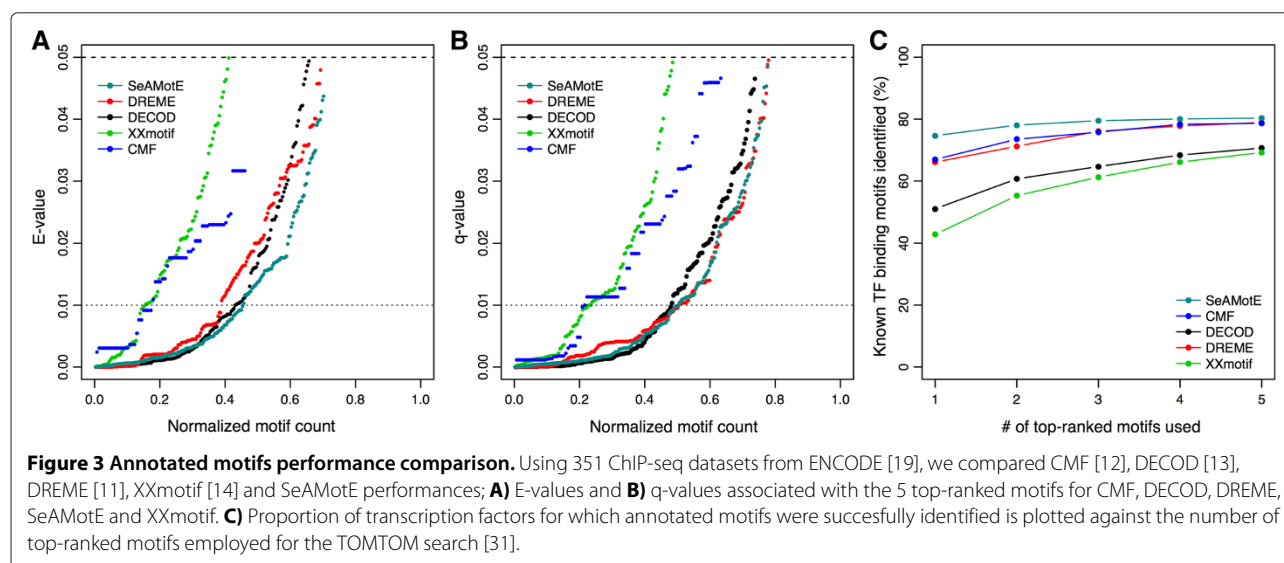 A
E-value
0.00
0.01
0.02
0.03
0.04
0.05
SeAMotE
DREME
DECOD
XXmotif
CMF
0.0 0.2 0.4 0.6 0.8 1.0
Normalized motif count
B
q-value
0.00
0.01
0.02
0.03
0.04
0.05
SeAMotE
DREME
DECOD
XXmotif
CMF
0.0 0.2 0.4 0.6 0.8 1.0
Normalized motif count
C
Known TF binding motifs identified (%)
0
20
40
60
80
100
SeAMotE
CMF
DECOD
DREME
XXmotif
1 2 3 4 5
# of top-ranked motifs used
Figure 3 Annotated motifs performance comparison. Using 351 ChIP-seq datasets from ENCODE [19], we compared CMF [12], DECOD [13],
DREME [11], XXmotif [14] and SeAMotE performances; A) E-values and B) q-values associated with the 5 top-ranked motifs for CMF, DECOD, DREME,
SeAMotE and XXmotif. C) Proportion of transcription factors for which annotated motifs were succesfully identified is plotted against the number of
top-ranked motifs employed for the TOMTOM search [31].